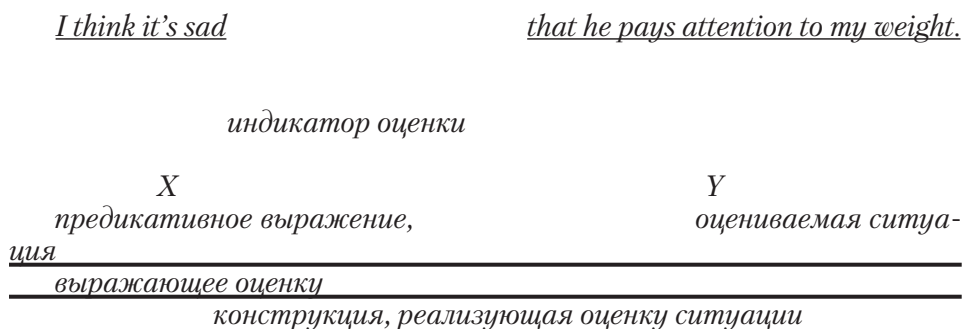 I think it’s sad that he pays attention to my weight.
индикатор оценки
X Y
предикативное выражение, оцениваемая ситуа-
ция
выражающее оценку
конструкция, реализующая оценку ситуации